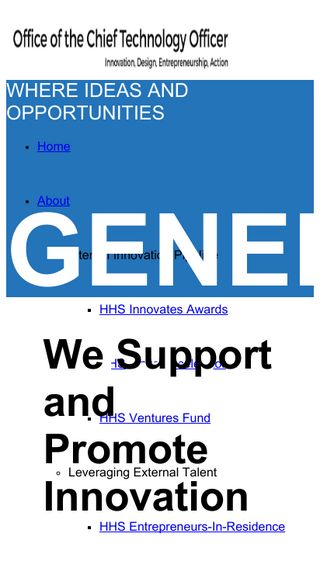 Office of the Chief Technology Officer
Innovation, Design, Entrepreneurship, Action
WHERE IDEAS AND
OPPORTUNITIES
Home
About
GENE
HHS Innovates Awards
We Support
and
HHS Ventures Fund
Promote
Leveraging External Talent
Innovation
HHS Entrepreneurs-In-Residence